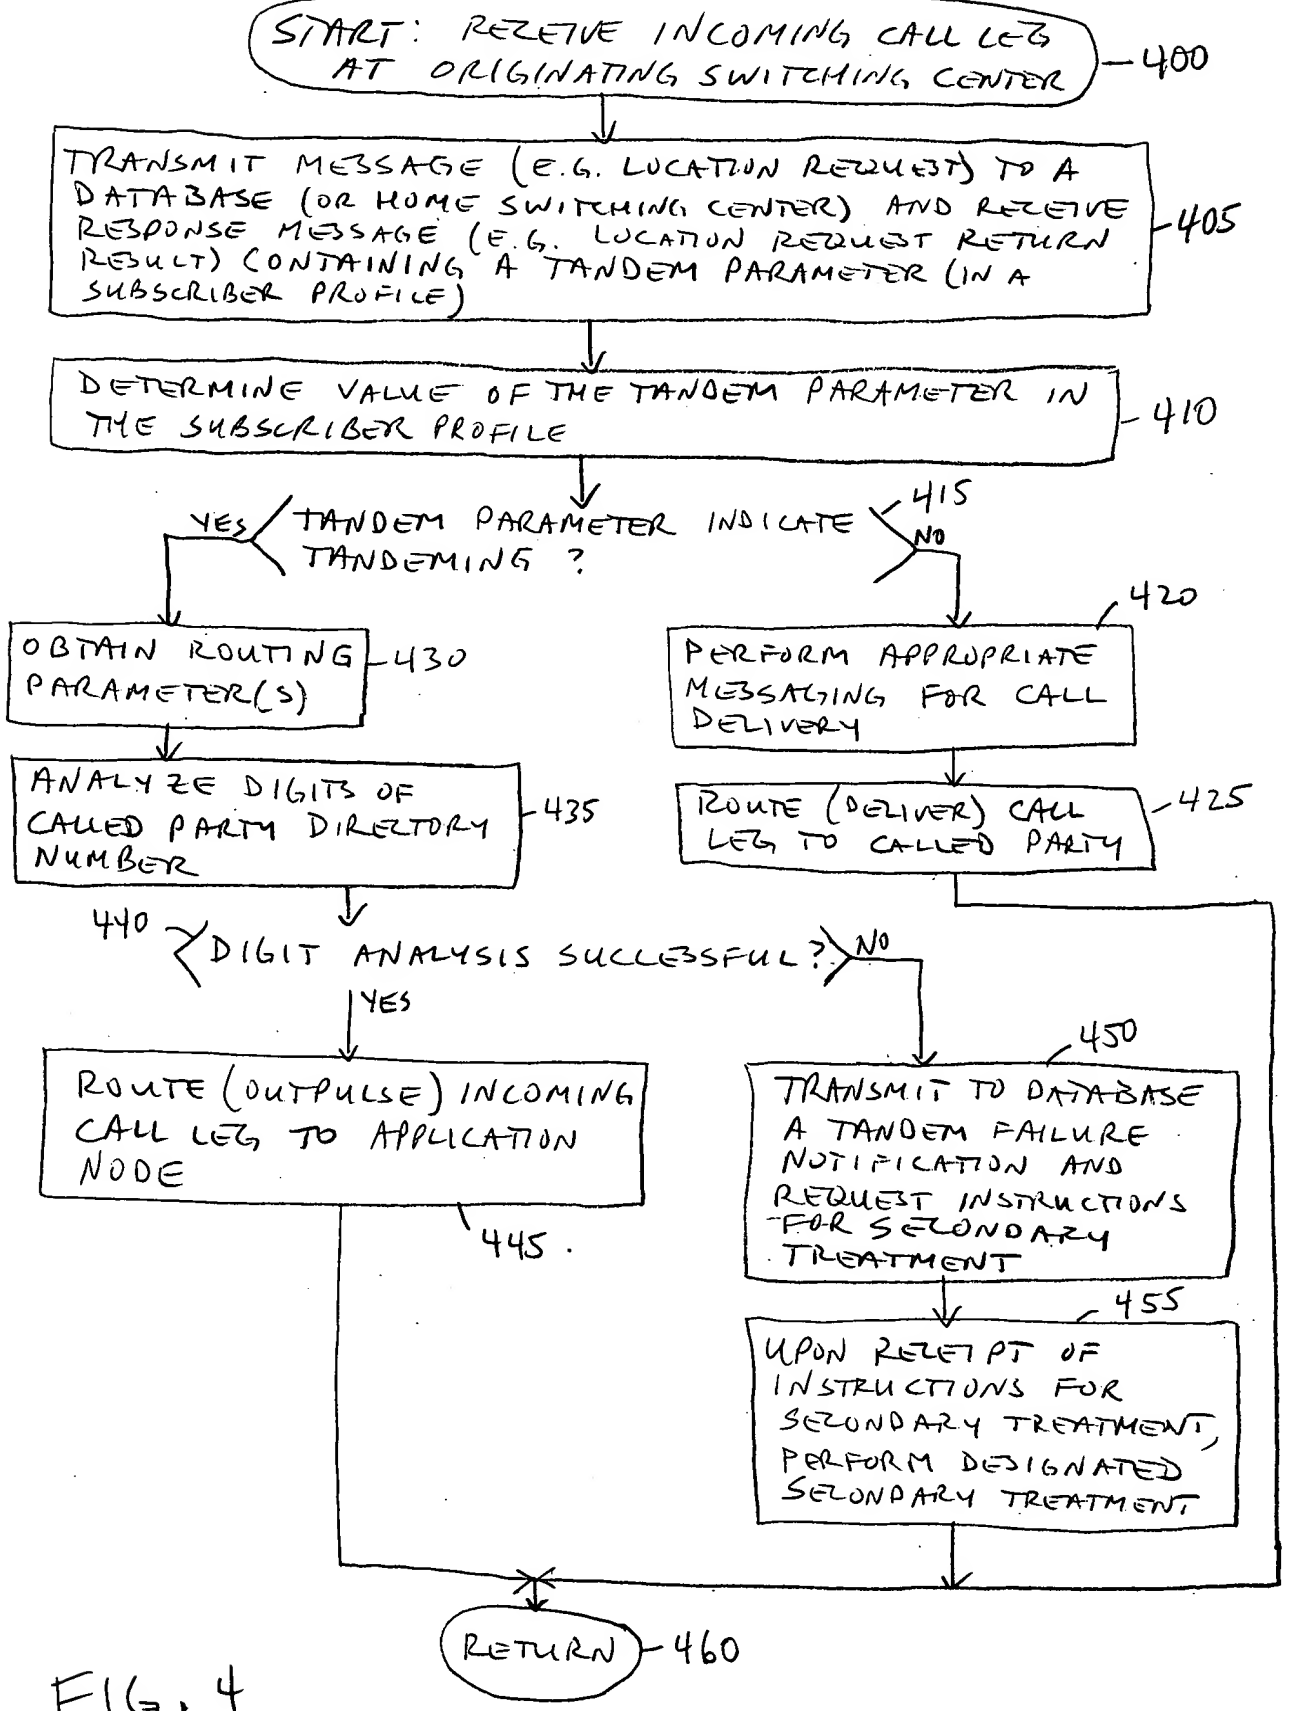 START: RECEIVE INCOMING CALL LEG
AT ORIGINATING SWITCHING CENTER
400
TRANSMIT MESSAGE (E.G. LOCATION REQUEST) TO A
DATABASE (OR HOME SWITCHING CENTER) AND RECEIVE
RESPONSE MESSAGE (E.G. LOCATION REQUEST RETURN
RESULT) CONTAINING A TANDEM PARAMETER (IN A
SUBSCRIBER PROFILE)
405
DETERMINE VALUE OF THE TANDEM PARAMETER IN
THE SUBSCRIBER PROFILE
410
415
YES
TANDEM PARAMETER INDICATE
TANDEMING ?
NO
420
OBTAIN ROUTING
PARAMETER(S)
430
PERFORM APPROPRIATE
MESSAGING FOR CALL
DELIVERY
ANALYZE DIGITS OF
CALLED PARTY DIRECTORY
NUMBER
435
ROUTE (DELIVER) CALL
LEG TO CALLED PARTY
425
440
DIGIT ANALYSIS SUCCESSFUL?
NO
YES
450
ROUTE (OUTPULSE) INCOMING
CALL LEG TO APPLICATION
NODE
445
TRANSMIT TO DATABASE
A TANDEM FAILURE
NOTIFICATION AND
REQUEST INSTRUCTIONS
FOR SECONDARY
TREATMENT
455
UPON RECEIPT OF
INSTRUCTIONS FOR
SECONDARY TREATMENT,
PERFORM DESIGNATED
SECONDARY TREATMENT
RETURN
460
FIG. 4